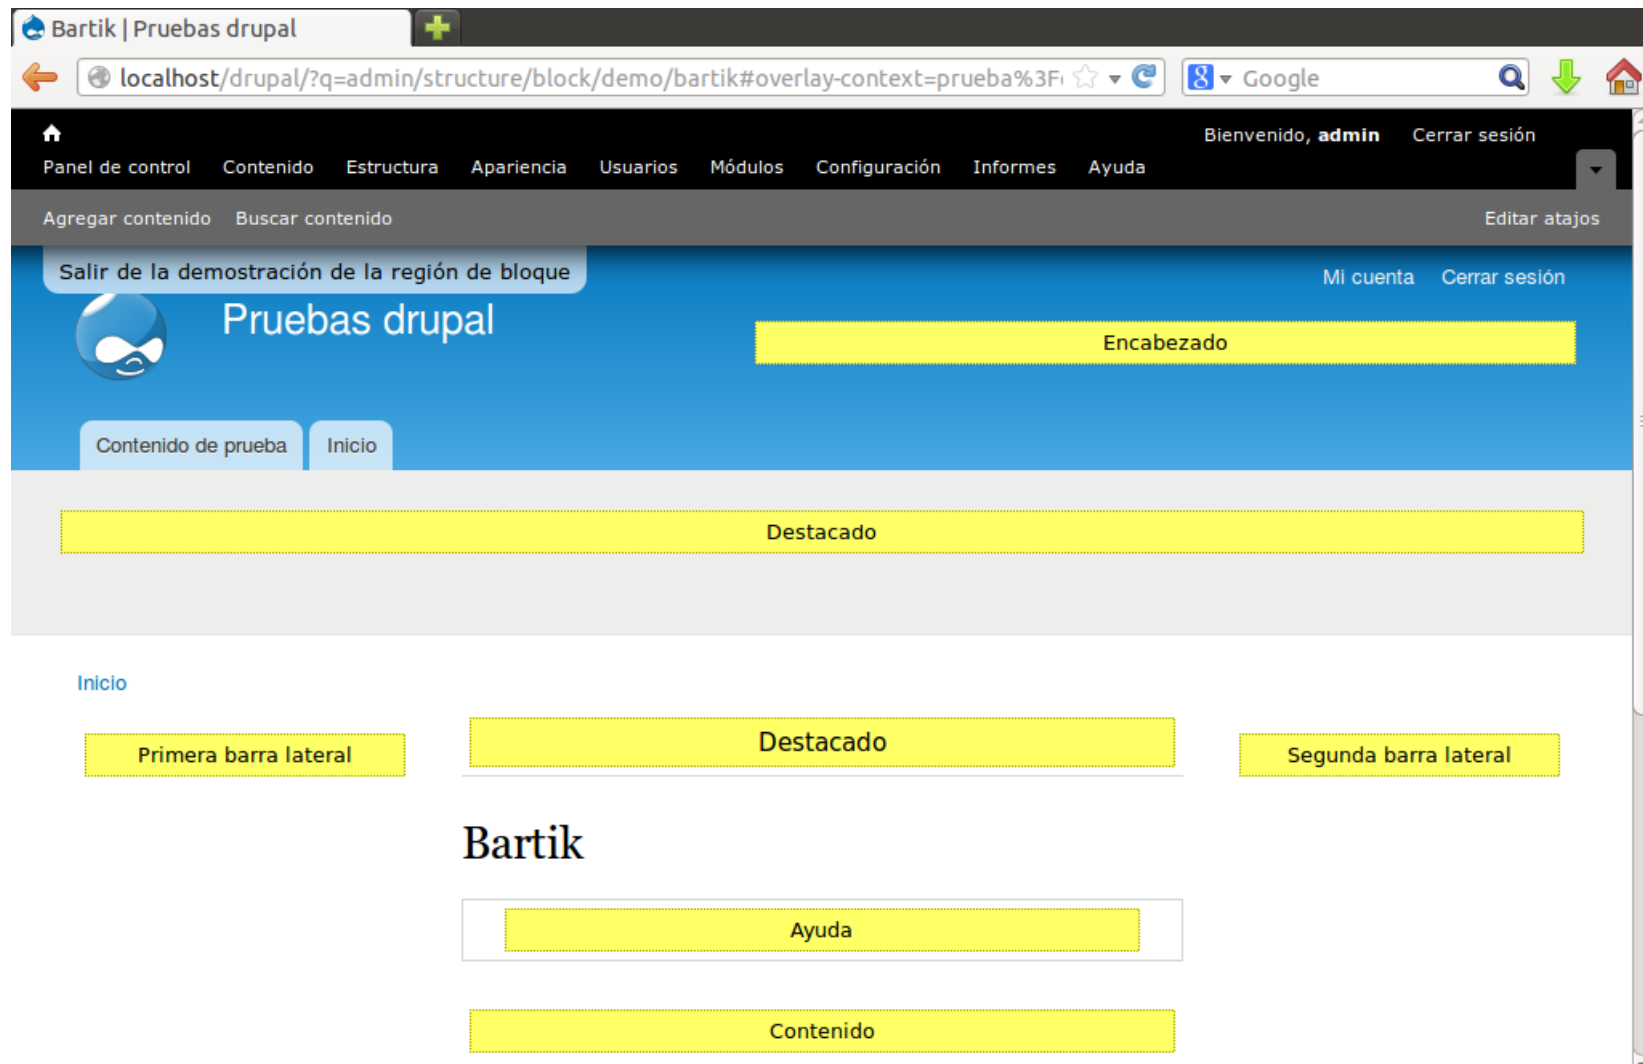 Bartik | Pruebas drupal
localhost/drupal/?q=admin/structure/block/demo/bartik#overlay-context=prueba%3F
Google
Bienvenido, admin Cerrar sesión
Panel de control Contenido Estructura Apariencia Usuarios Módulos Configuración Informes Ayuda
Agregar contenido Buscar contenido Editar atajos
Salir de la demostración de la región de bloque
Mi cuenta Cerrar sesión
Pruebas drupal
Encabezado
Contenido de prueba Inicio
Destacado
Inicio
Primera barra lateral Destacado Segunda barra lateral
Bartik
Ayuda
Contenido